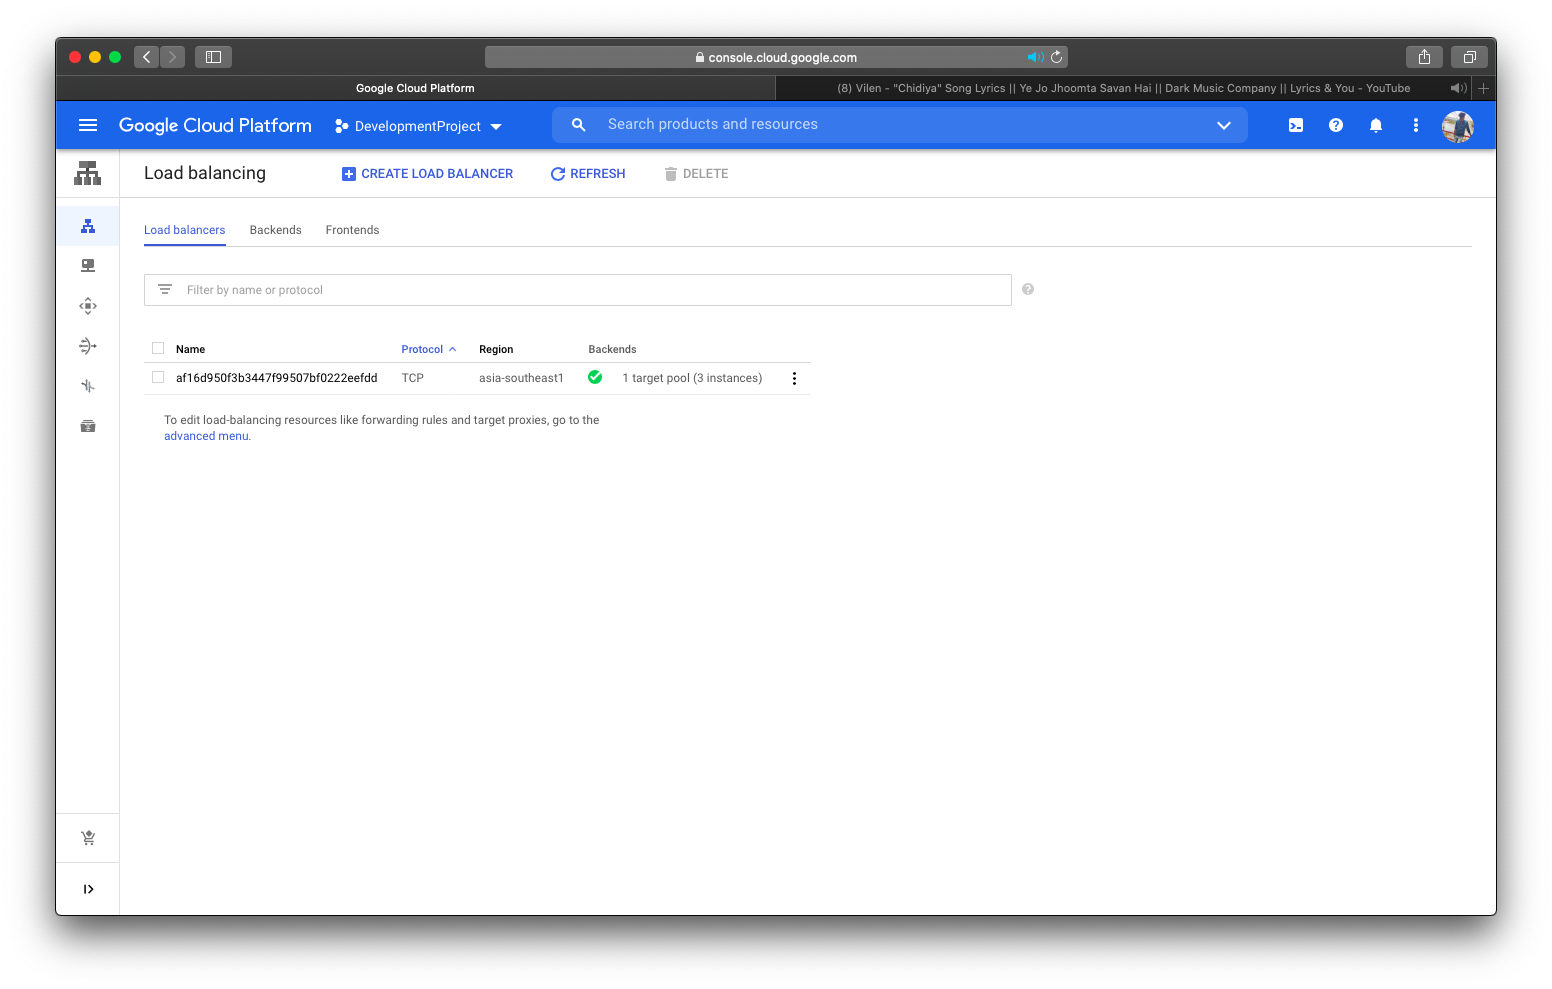 console.cloud.google.com
Google Cloud Platform
(8) Vilen - "Chidiya" Song Lyrics || Ye Jo Jhoomta Savan Hai || Dark Music Company || Lyrics & You - YouTube
Google Cloud Platform
DevelopmentProject
Search products and resources
Load balancing
CREATE LOAD BALANCER
REFRESH
DELETE
Load balancers
Backends
Frontends
Filter by name or protocol
Name Protocol Region Backends
af16d950f3b3447f99507bf0222eefdd TCP asia-southeast1 1 target pool (3 instances)
To edit load-balancing resources like forwarding rules and target proxies, go to the
advanced menu.